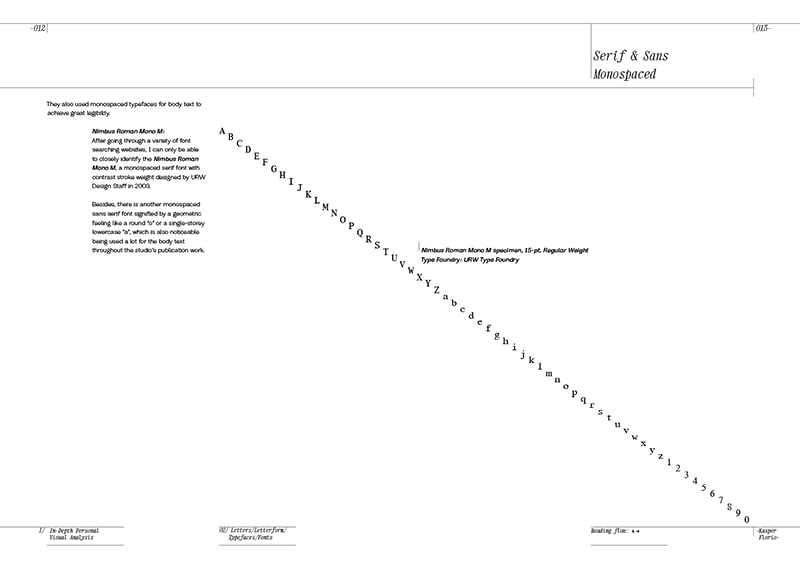 -012
015-
Serif & Sans
Monospaced
They also used monospaced typefaces for body text to
achieve great legibility.
Nimbus Roman Mono M:
After going through a variety of font
searching websites, I can only be able
to closely identify the Nimbus Roman
Mono M, a monospaced serif font with
contrast stroke weight designed by URW
Design Staff in 2003.
Besides, there is another monospaced
sans serif font signified by a geometric
feeling like a round "o" or a single-storey
lowercase "a", which is also noticeable
being used a lot for the body text
throughout the studio's publication work.
A B C D E F G H I J K L M N O P Q R S T U V W X Y Z a b c d e f g h i j k l m n o p q r s t u v w x y z 1 2 3 4 5 6 7 8 9 0
Nimbus Roman Mono M specimen, 15-pt, Regular Weight
Type Foundry: URW Type Foundry
I/ In-Depth Personal
Visual Analysis
02/ Letters/Letterform/
Typefaces/Fonts
Reading flow: ↓→
-Kasper
Florio-